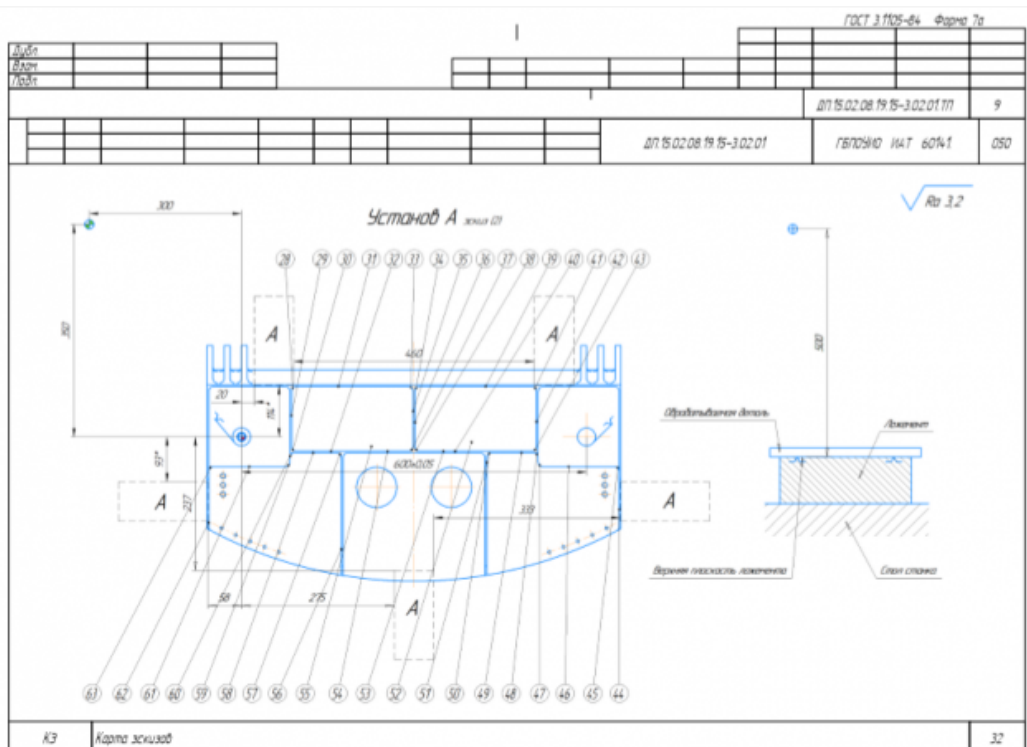 ГОСТ 3.1105-84 Форма 7а
Дубл.
Взам.
Подл.
ДП.15.02.08.19.15-3.02.01.ТП 9
ДП.15.02.08.19.15-3.02.01 ГБПОУИО ИАТ 60141 050
Ra 3,2
300
Установ А эскиз (2)
28 29 30 31 32 33 34 35 36 37 38 39 40 41 42 43
350
500
А А
460
20
114*
Обрабатываемая деталь
Ложемент
93*
600±0,05
237
А А
333
Верхняя плоскость ложемента
Стол станка
58
275
А
63 62 61 60 59 58 57 56 55 54 53 52 51 50 49 48 47 46 45 44
КЭ Карта эскизов 32